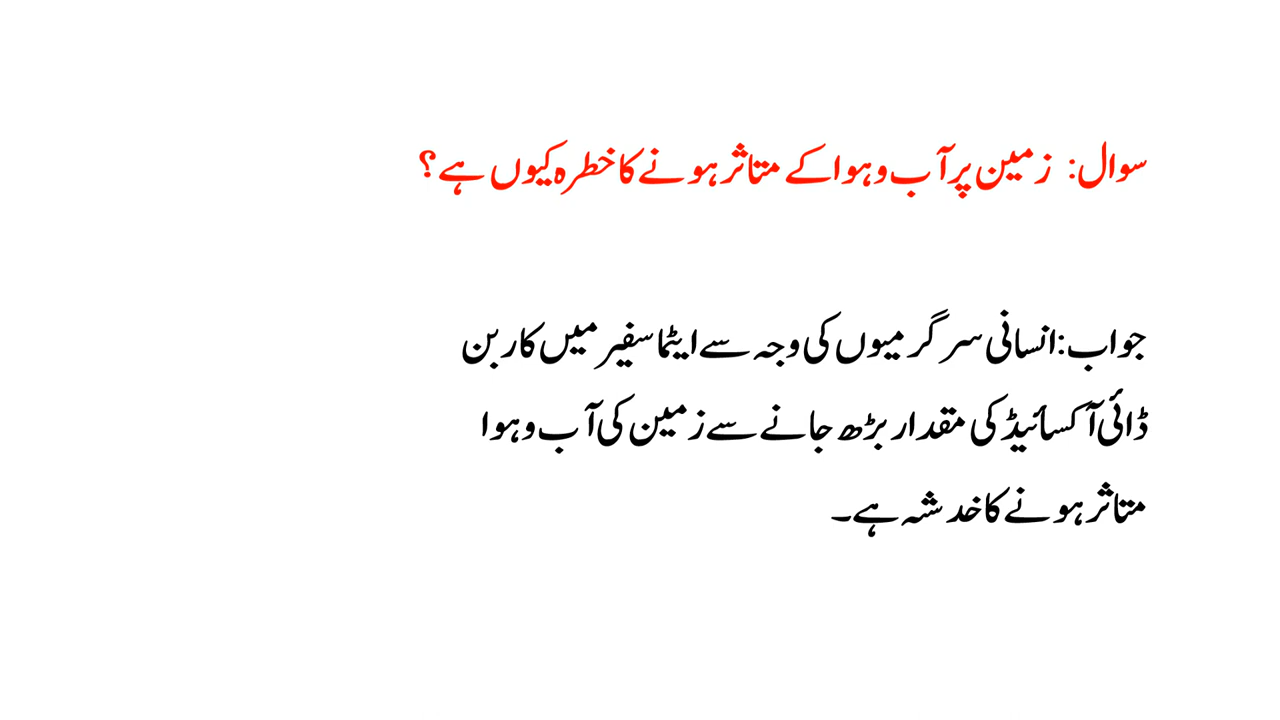 سوال: زمین پر آب و ہوا کے متاثر ہونے کا خطرہ کیوں ہے؟
جواب: انسانی سرگرمیوں کی وجہ سے ایٹماسفیر میں کاربن
ڈائی آکسائیڈ کی مقدار بڑھ جانے سے زمین کی آب و ہوا
متاثر ہونے کا خدشہ ہے۔